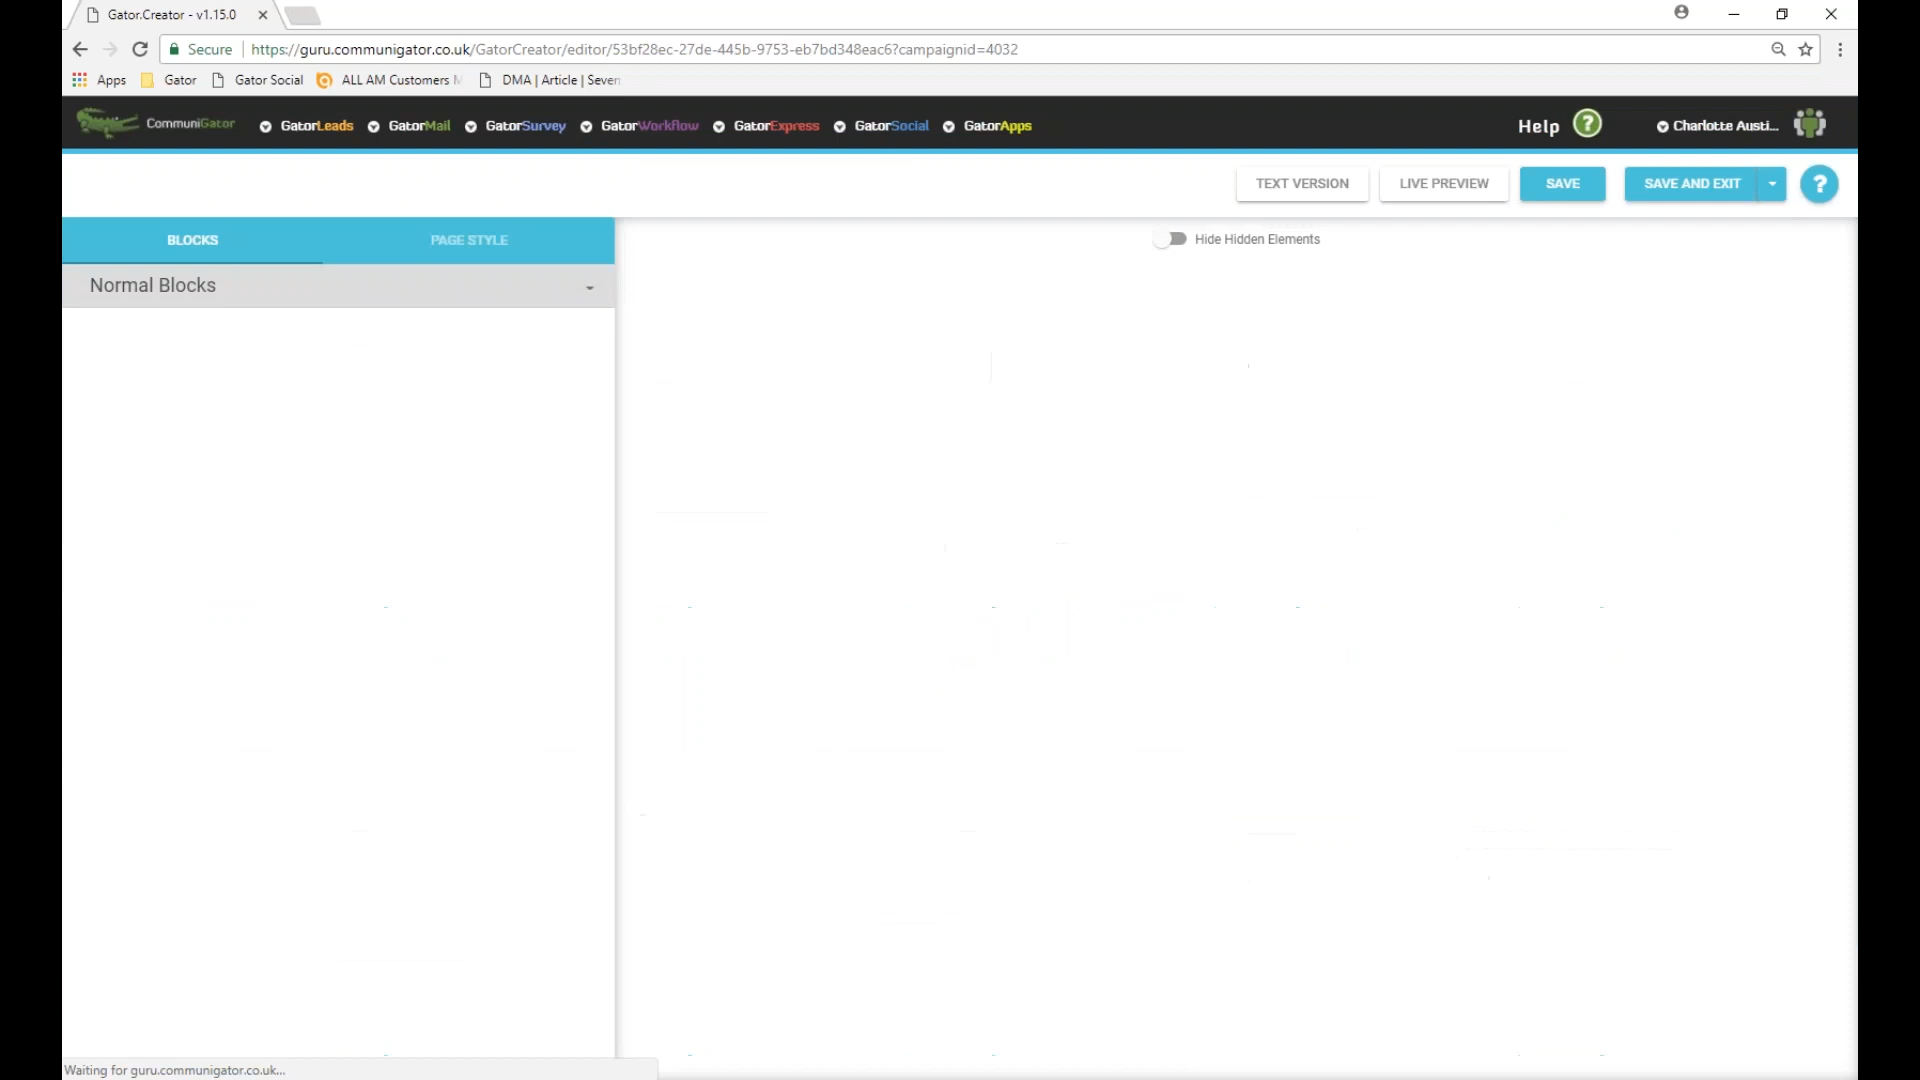 Gator.Creator - v1.15.0
Secure https://guru.communigator.co.uk/GatorCreator/editor/53bf28ec-27de-445b-9753-eb7bd348eac6?campaignid=4032
Apps Gator Gator Social ALL AM Customers M DMA | Article | Seven
CommuniGator GatorLeads GatorMail GatorSurvey GatorWorkflow GatorExpress GatorSocial GatorApps Help ? Charlotte Austi...
TEXT VERSION LIVE PREVIEW SAVE SAVE AND EXIT ?
BLOCKS PAGE STYLE Hide Hidden Elements
Normal Blocks
Waiting for guru.communigator.co.uk...